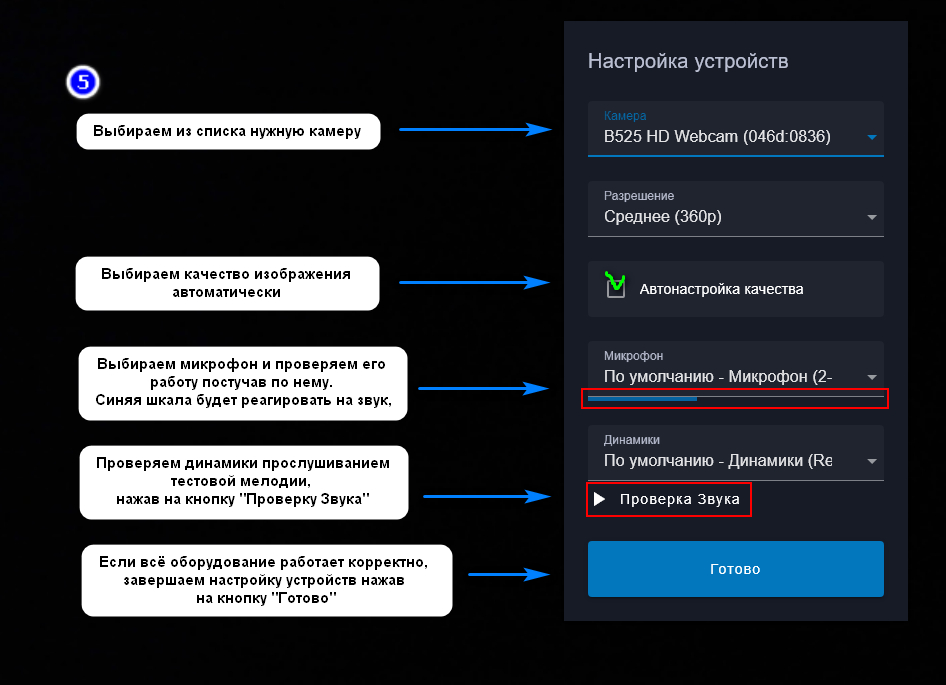 5
Настройка устройств
Выбираем из списка нужную камеру
Камера
B525 HD Webcam (046d:0836)
Разрешение
Среднее (360p)
Выбираем качество изображения
автоматически
Автонастройка качества
Выбираем микрофон и проверяем его
работу постучав по нему.
Синяя шкала будет реагировать на звук,
Микрофон
По умолчанию - Микрофон (2-
Проверяем динамики прослушиванием
тестовой мелодии,
нажав на кнопку "Проверку Звука"
Динамики
По умолчанию - Динамики (Re
Проверка Звука
Если всё оборудование работает корректно,
завершаем настройку устройств нажав
на кнопку "Готово"
Готово